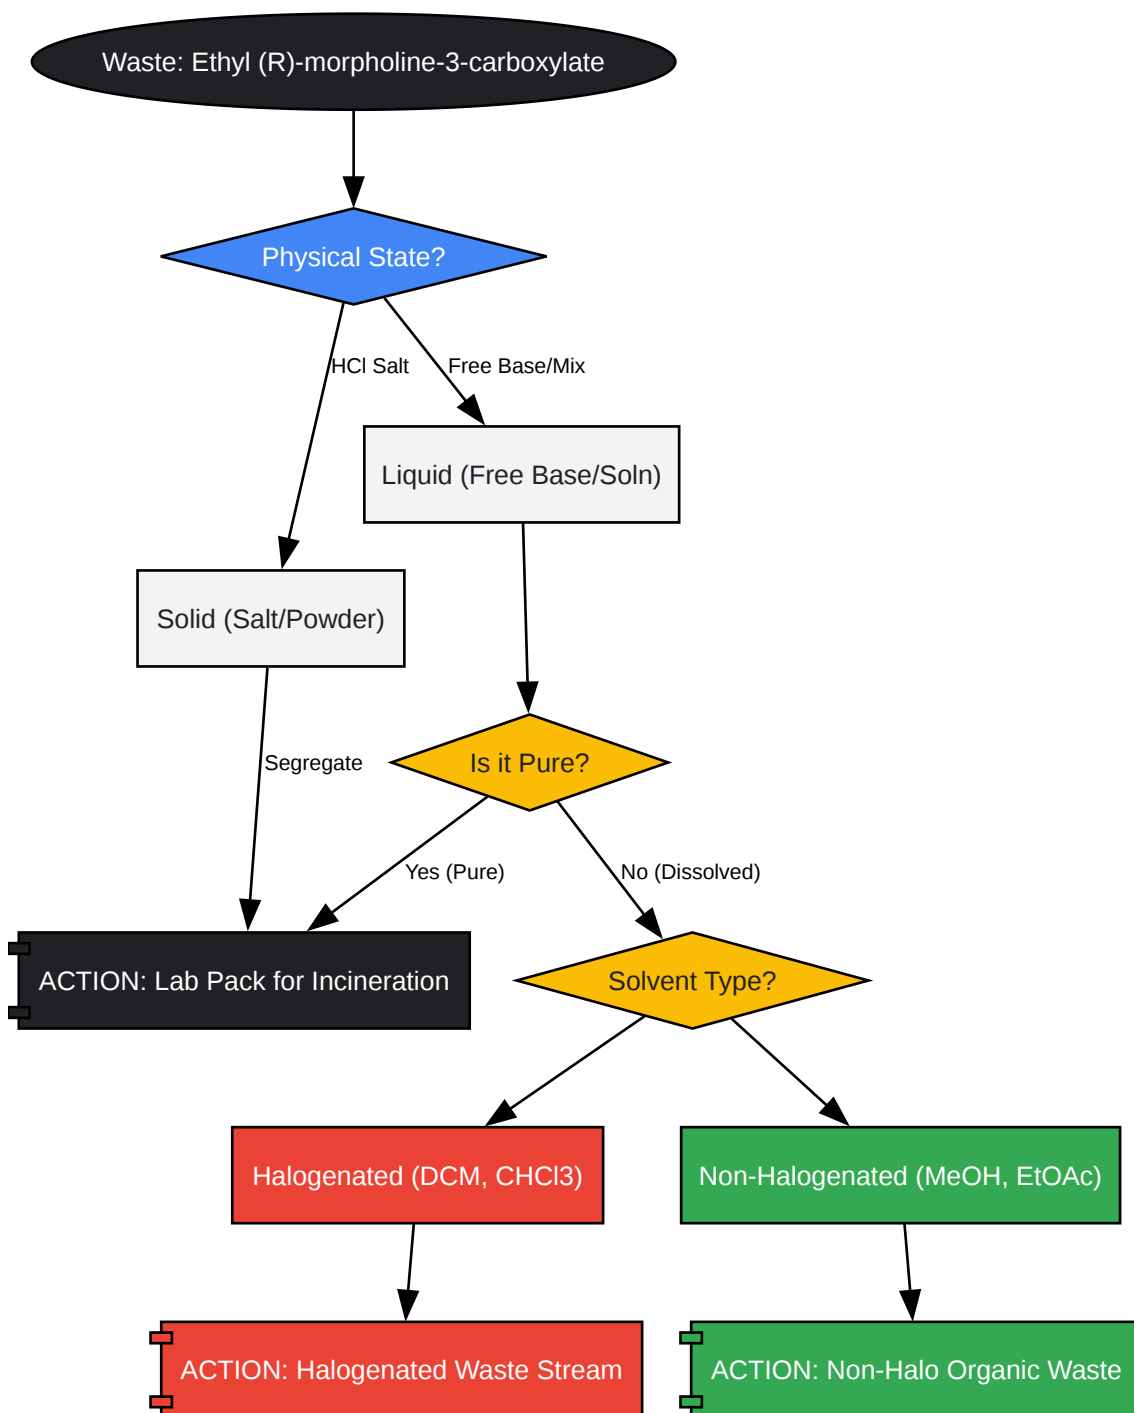 Waste: Ethyl (R)-morpholine-3-carboxylate
Physical State?
HCl Salt
Free Base/Mix
Liquid (Free Base/Soln)
Solid (Salt/Powder)
Segregate
Is it Pure?
Yes (Pure)
No (Dissolved)
ACTION: Lab Pack for Incineration
Solvent Type?
Halogenated (DCM, CHCl3)
Non-Halogenated (MeOH, EtOAc)
ACTION: Halogenated Waste Stream
ACTION: Non-Halo Organic Waste